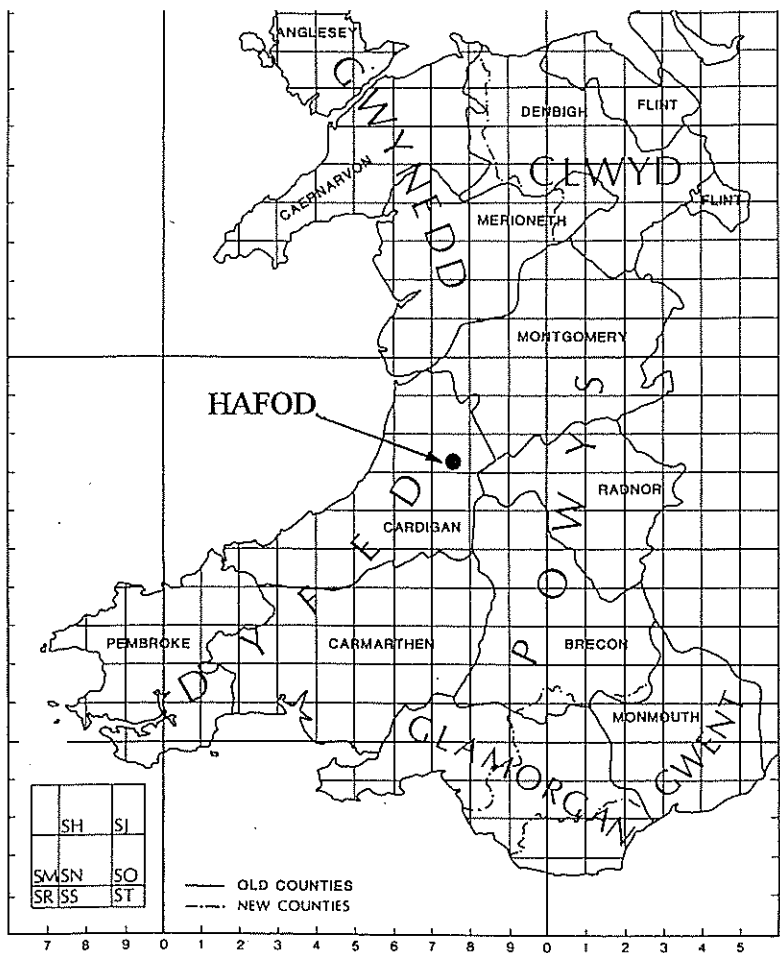 ANGLESEY
GWYNEDD
DENBIGH
FLINT
CAERNARVON
CLWYD
FLINT
MERIONETH
MONTGOMERY
HAFOD
POWYS
RADNOR
DYFED
CARDIGAN
PEMBROKE
CARMARTHEN
BRECON
MONMOUTH
GLAMORGAN
GWENT
SH SJ
SM SN SO
SR SS ST
OLD COUNTIES
NEW COUNTIES
7 8 9 0 1 2 3 4 5 6 7 8 9 0 1 2 3 4 5